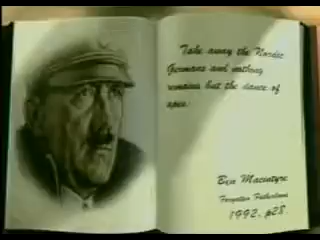 Take away the Nordic
Germans and nothing
remains but the dance of
apes.
Ben Macintyre
Forgotten Fatherland
1992, p28.